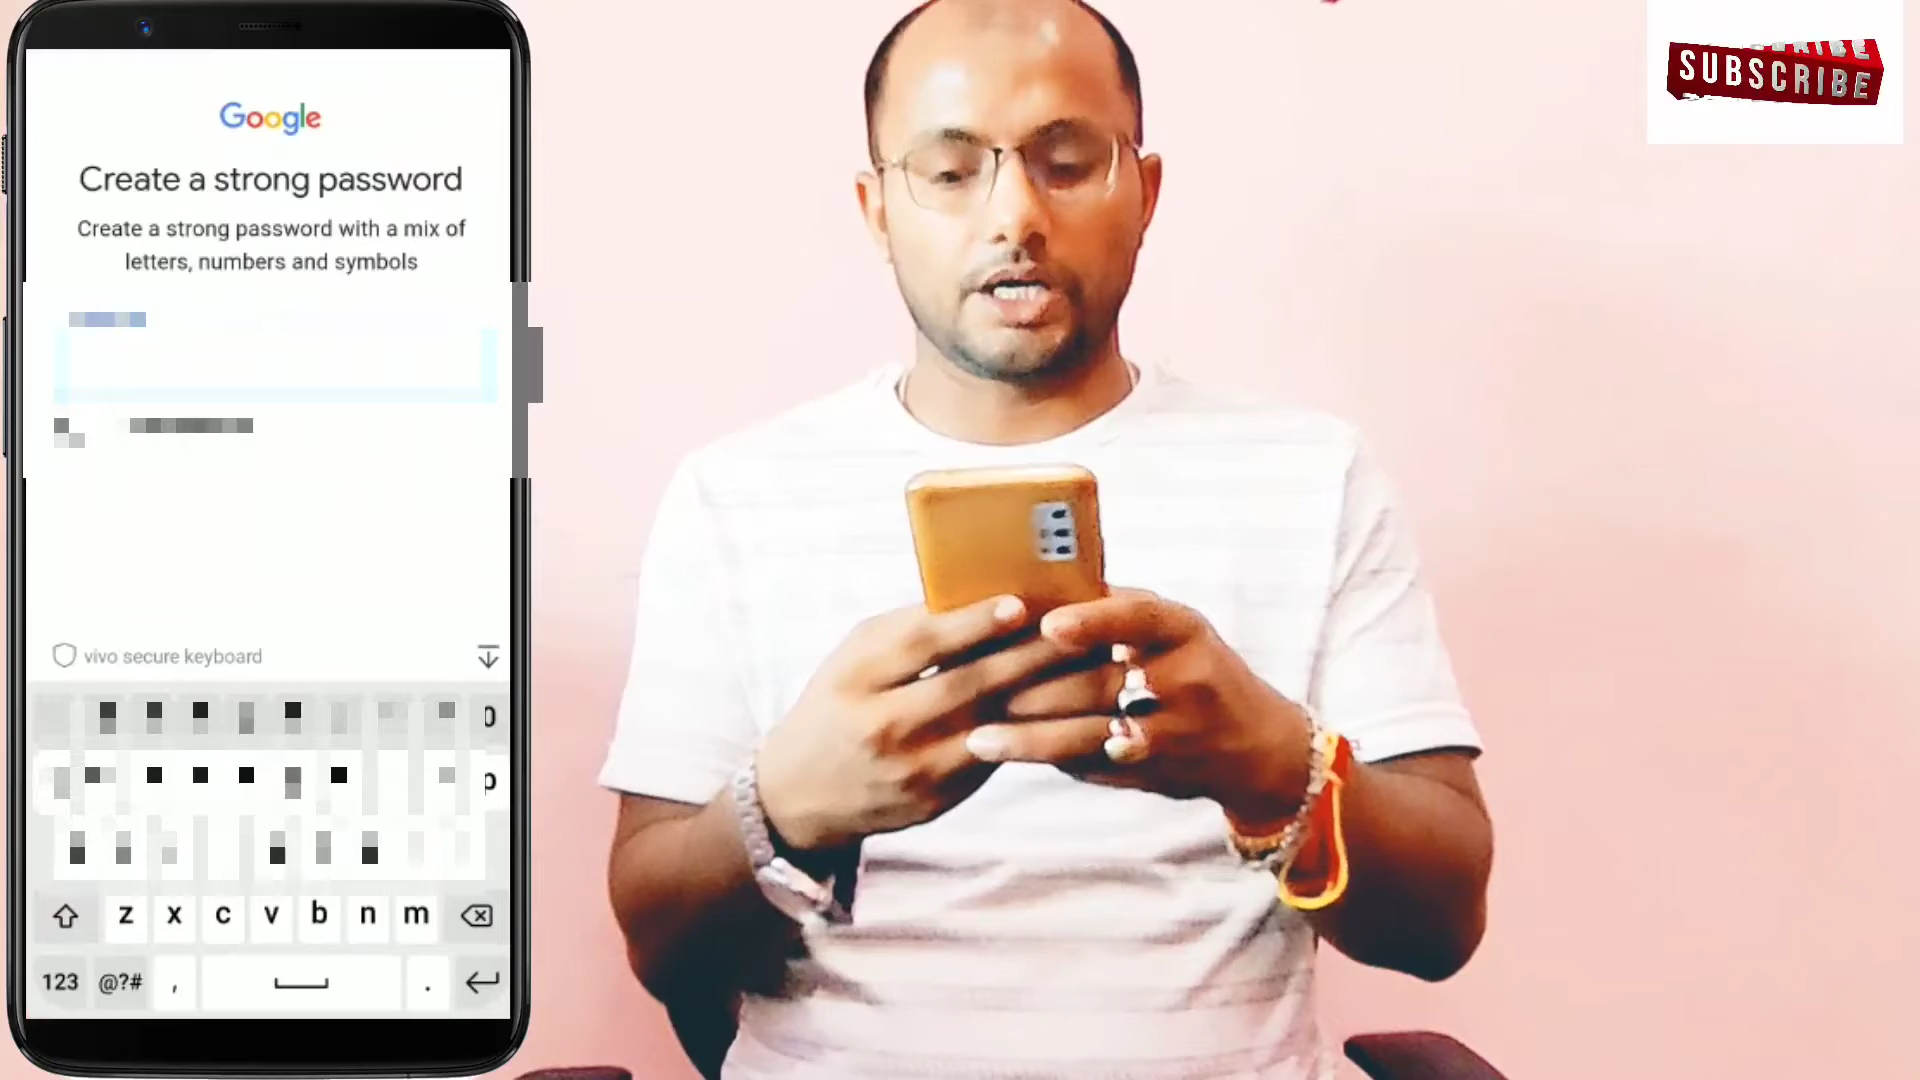 Google
Create a strong password
Create a strong password with a mix of
letters, numbers and symbols
vivo secure keyboard
0
p
z x c v b n m
123 @?# , .
SUBSCRIBE